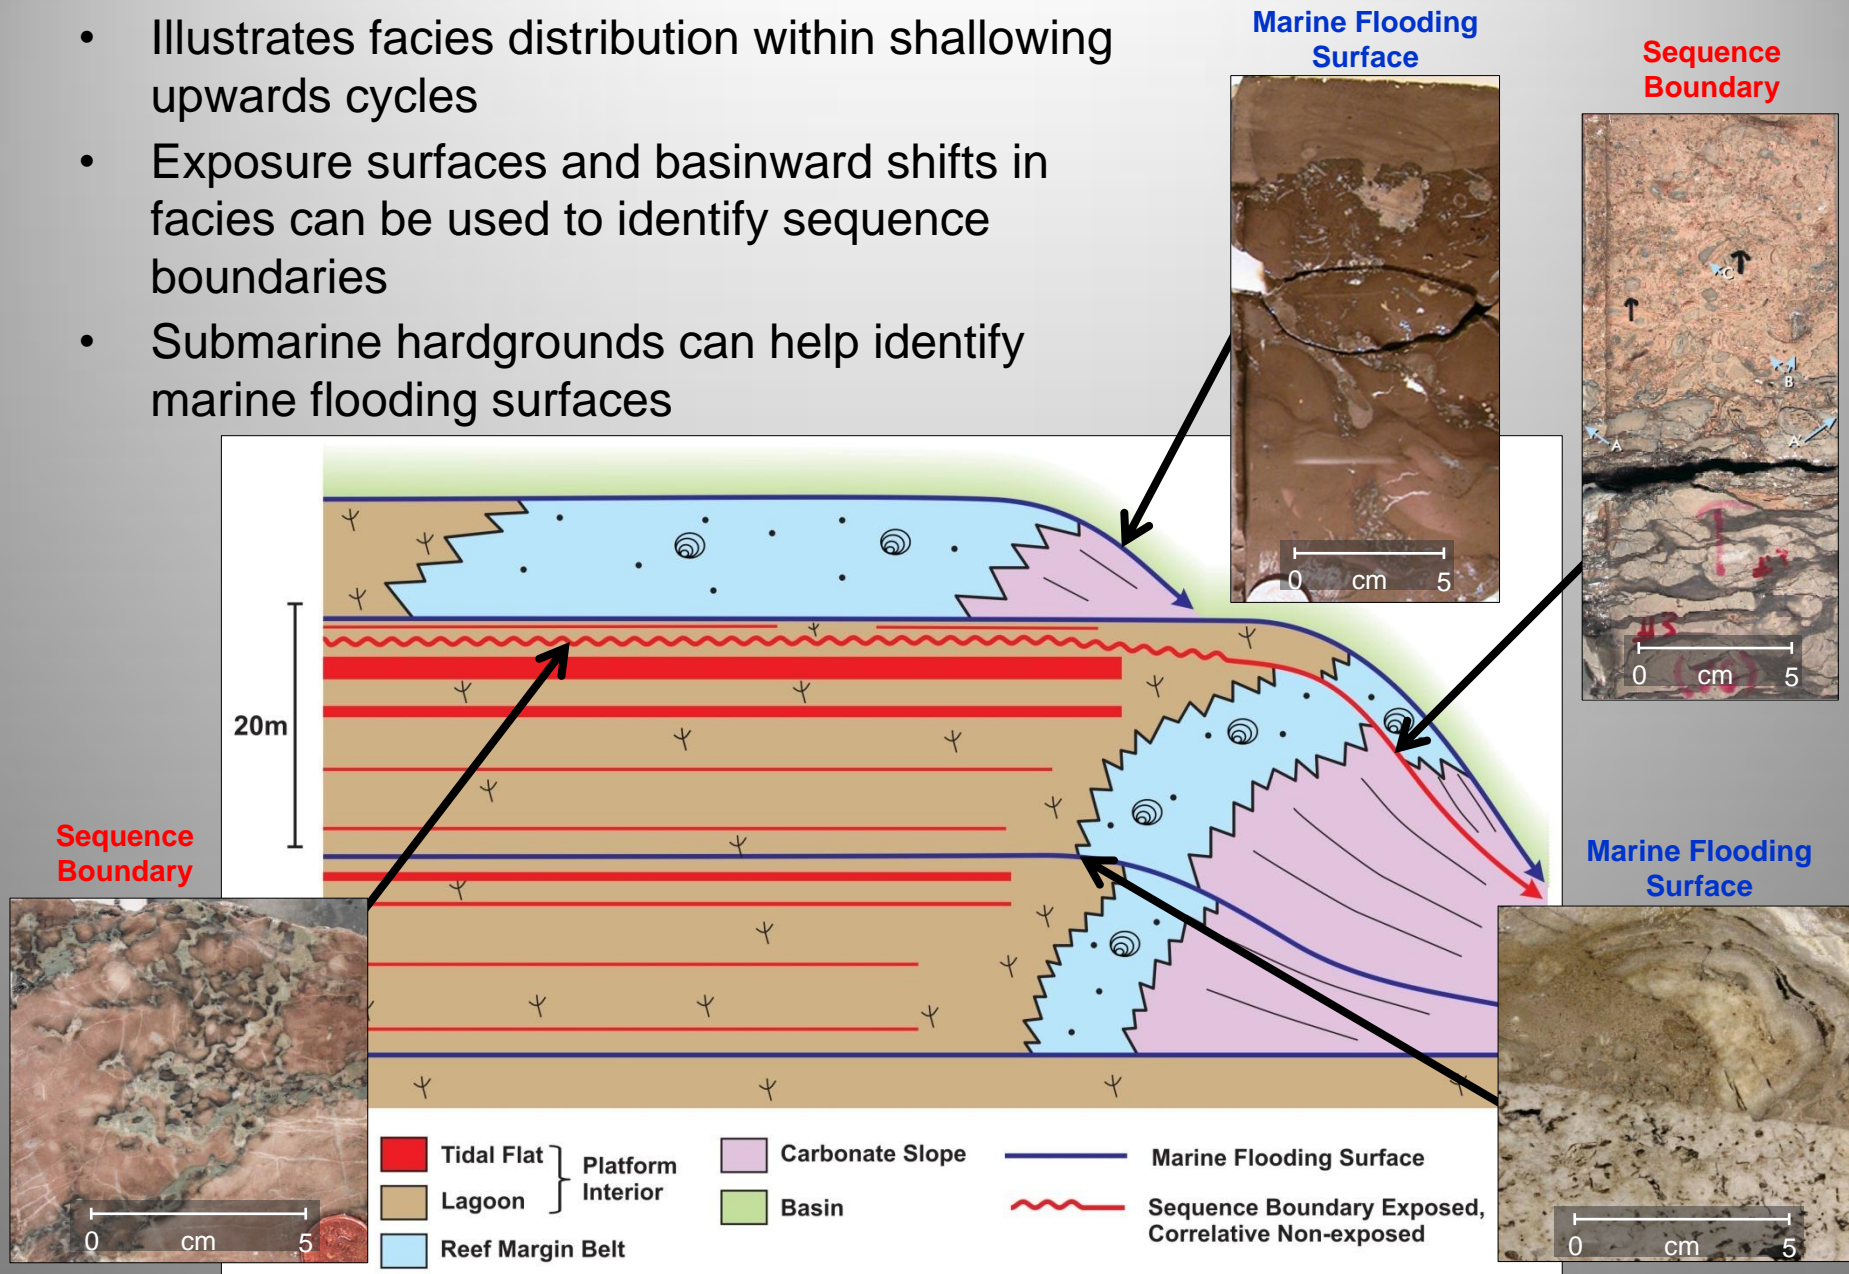 • Illustrates facies distribution within shallowing
upwards cycles
• Exposure surfaces and basinward shifts in
facies can be used to identify sequence
boundaries
• Submarine hardgrounds can help identify
marine flooding surfaces
Marine Flooding
Surface
0 cm 5
Sequence
Boundary
C
B
A
A'
0 cm 5
20m
Sequence
Boundary
0 cm 5
Marine Flooding
Surface
0 cm 5
Tidal Flat
Lagoon
Platform
Interior
Reef Margin Belt
Carbonate Slope
Basin
Marine Flooding Surface
Sequence Boundary Exposed,
Correlative Non-exposed